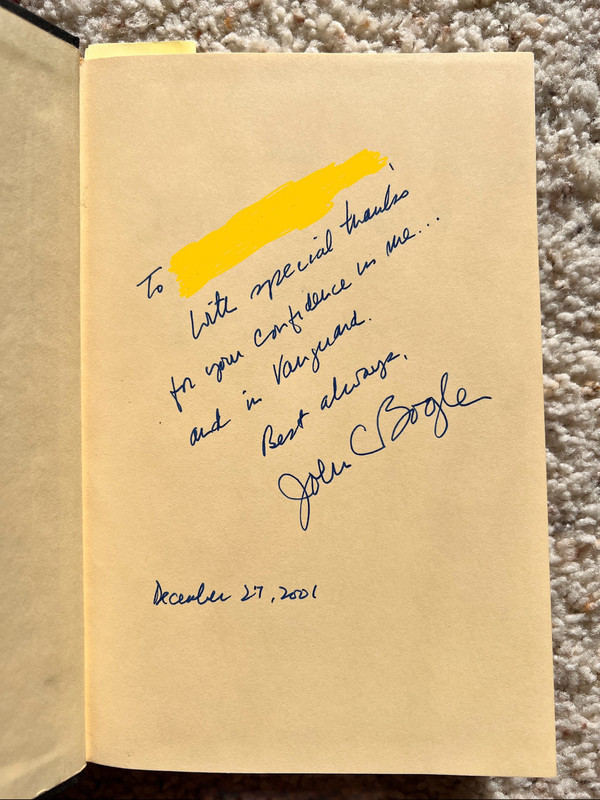 To
With special thanks
for your confidence in me...
and in Vanguard.
Best always,
John C Bogle
December 27, 2001